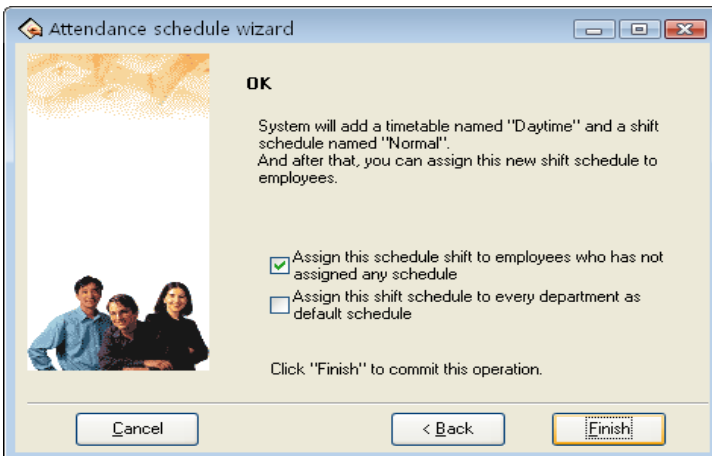 Attendance schedule wizard
OK
System will add a timetable named "Daytime" and a shift
schedule named "Normal".
And after that, you can assign this new shift schedule to
employees.
Assign this schedule shift to employees who has not
assigned any schedule
Assign this shift schedule to every department as
default schedule
Click "Finish" to commit this operation.
Cancel
< Back
Finish